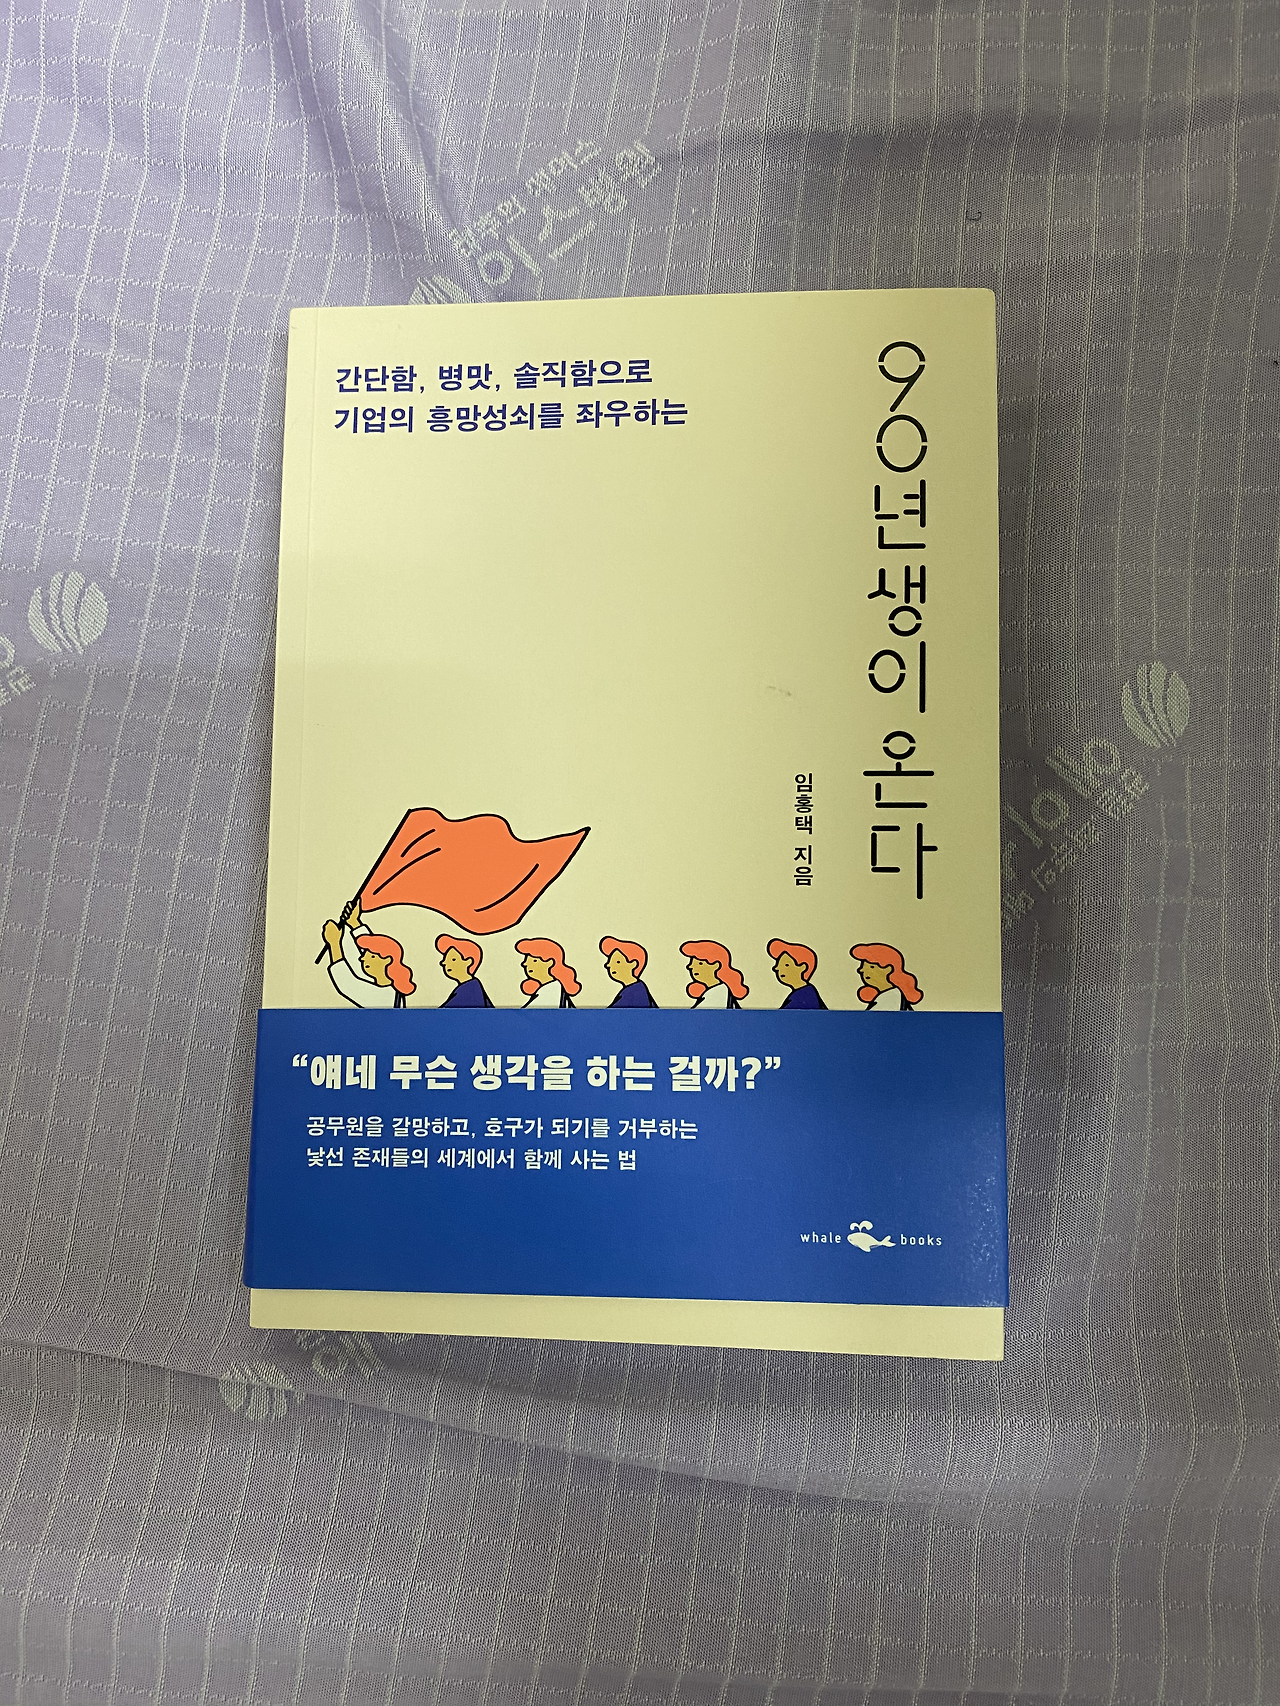 이스병원
간단함, 병맛, 솔직함으로
기업의 흥망성쇠를 좌우하는
90년생이 온다
임홍택 지음
“얘네 무슨 생각을 하는 걸까?”
공무원을 갈망하고, 호구가 되기를 거부하는
낯선 존재들의 세계에서 함께 사는 법
whale books